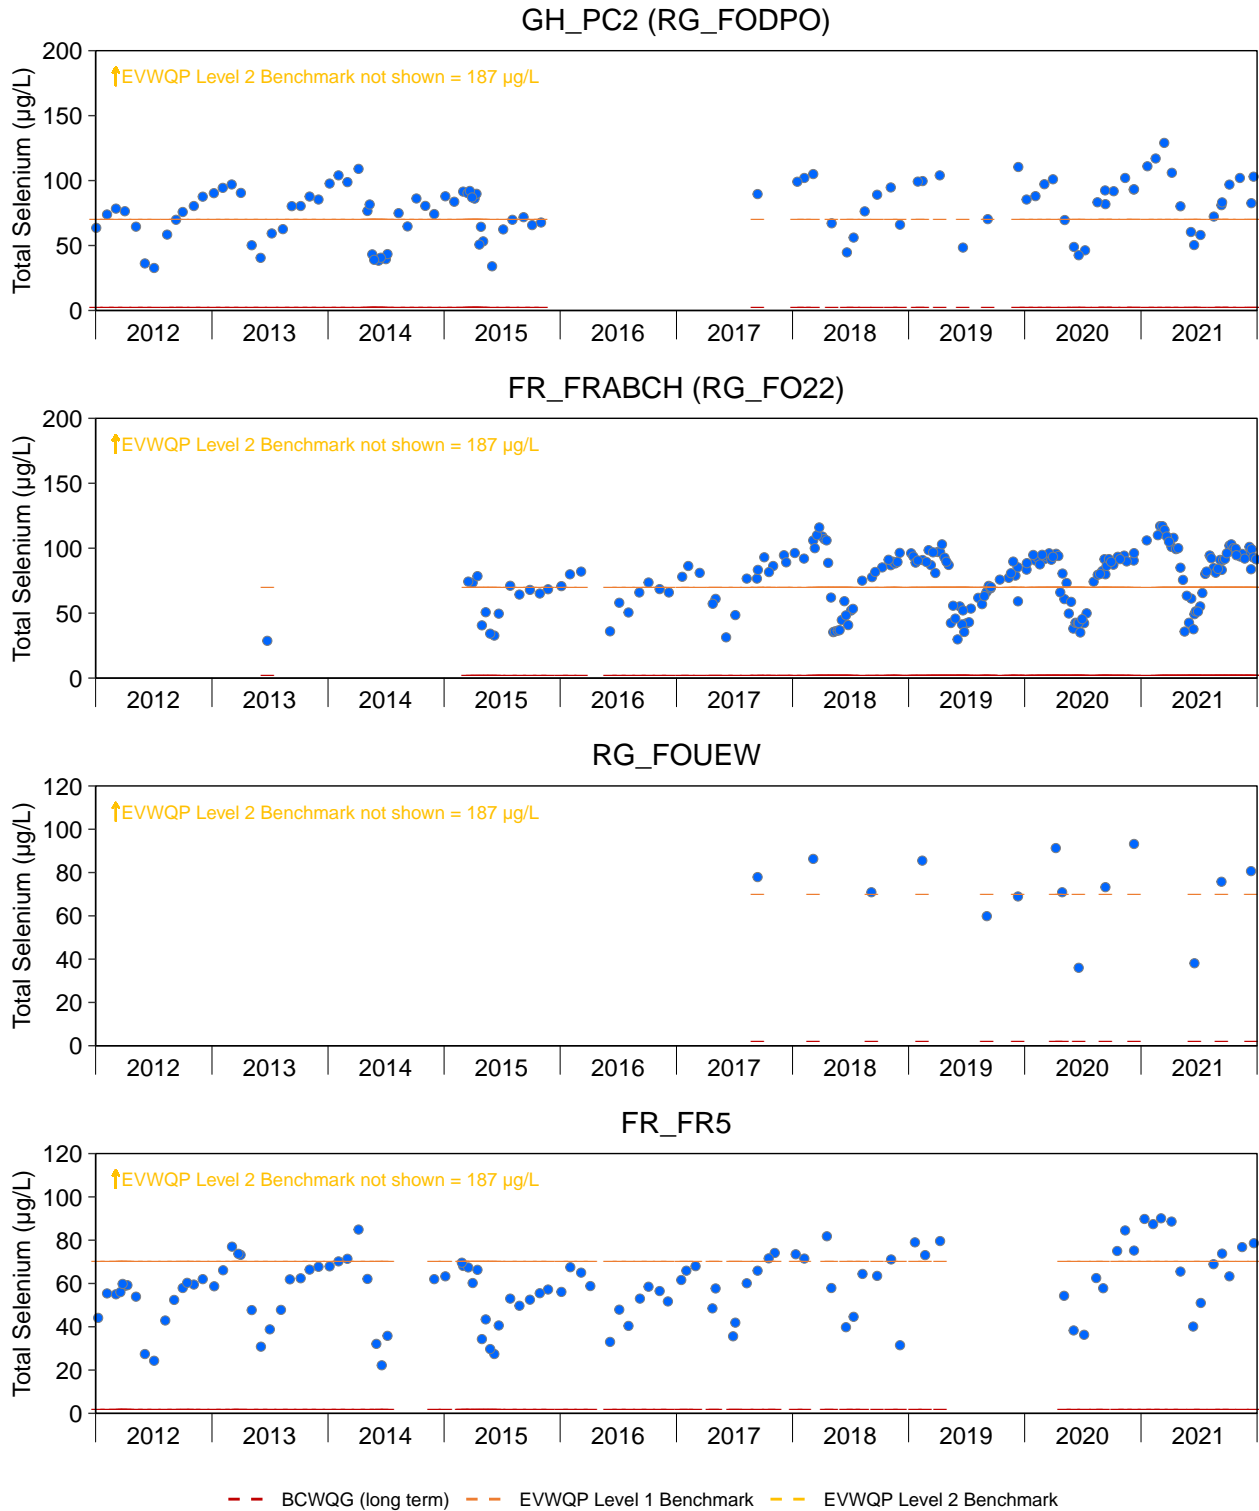 GH_PC2 (RG_FODPO)
Total Selenium (µg/L)
200
150
100
50
0
EVWQP Level 2 Benchmark not shown = 187 µg/L
2012 2013 2014 2015 2016 2017 2018 2019 2020 2021
FR_FRABCH (RG_FO22)
Total Selenium (µg/L)
200
150
100
50
0
EVWQP Level 2 Benchmark not shown = 187 µg/L
2012 2013 2014 2015 2016 2017 2018 2019 2020 2021
RG_FOUEW
Total Selenium (µg/L)
120
100
80
60
40
20
0
EVWQP Level 2 Benchmark not shown = 187 µg/L
2012 2013 2014 2015 2016 2017 2018 2019 2020 2021
FR_FR5
Total Selenium (µg/L)
120
100
80
60
40
20
0
EVWQP Level 2 Benchmark not shown = 187 µg/L
2012 2013 2014 2015 2016 2017 2018 2019 2020 2021
BCWQG (long term) EVWQP Level 1 Benchmark EVWQP Level 2 Benchmark